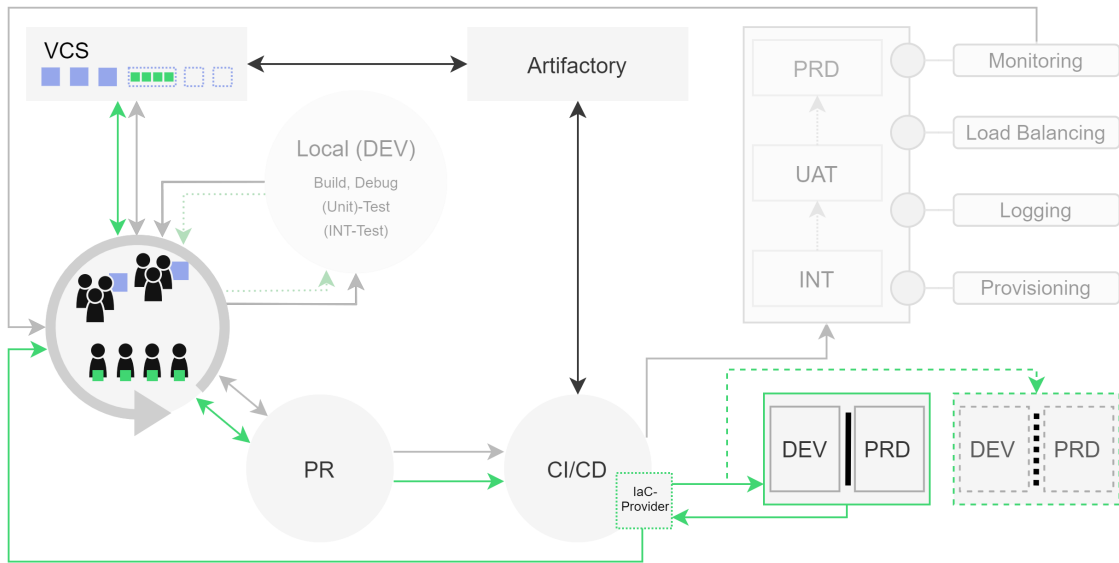 VCS
Artifactory
Local (DEV)
Build, Debug
(Unit)-Test
(INT-Test)
PRD
UAT
INT
Monitoring
Load Balancing
Logging
Provisioning
PR
CI/CD
IaC-
Provider
DEV
PRD
DEV
PRD